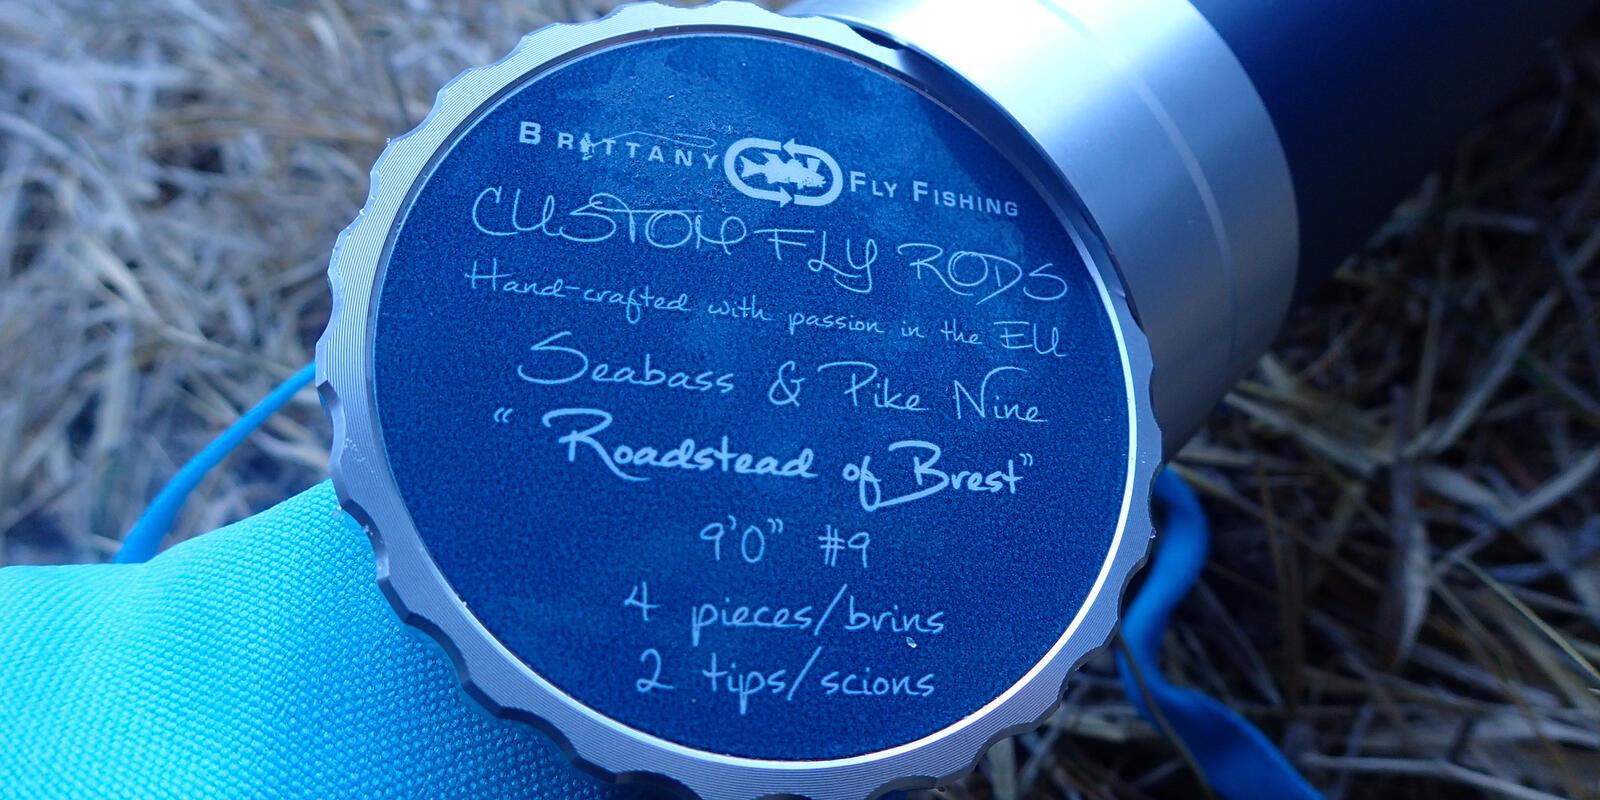 BRITTANY FLY FISHING
CUSTOM FLY RODS
Hand-crafted with passion in the EU
Seabass & Pike Nine
“ Roadstead of Brest”
9'0” #9
4 pieces/brins
2 tips/scions